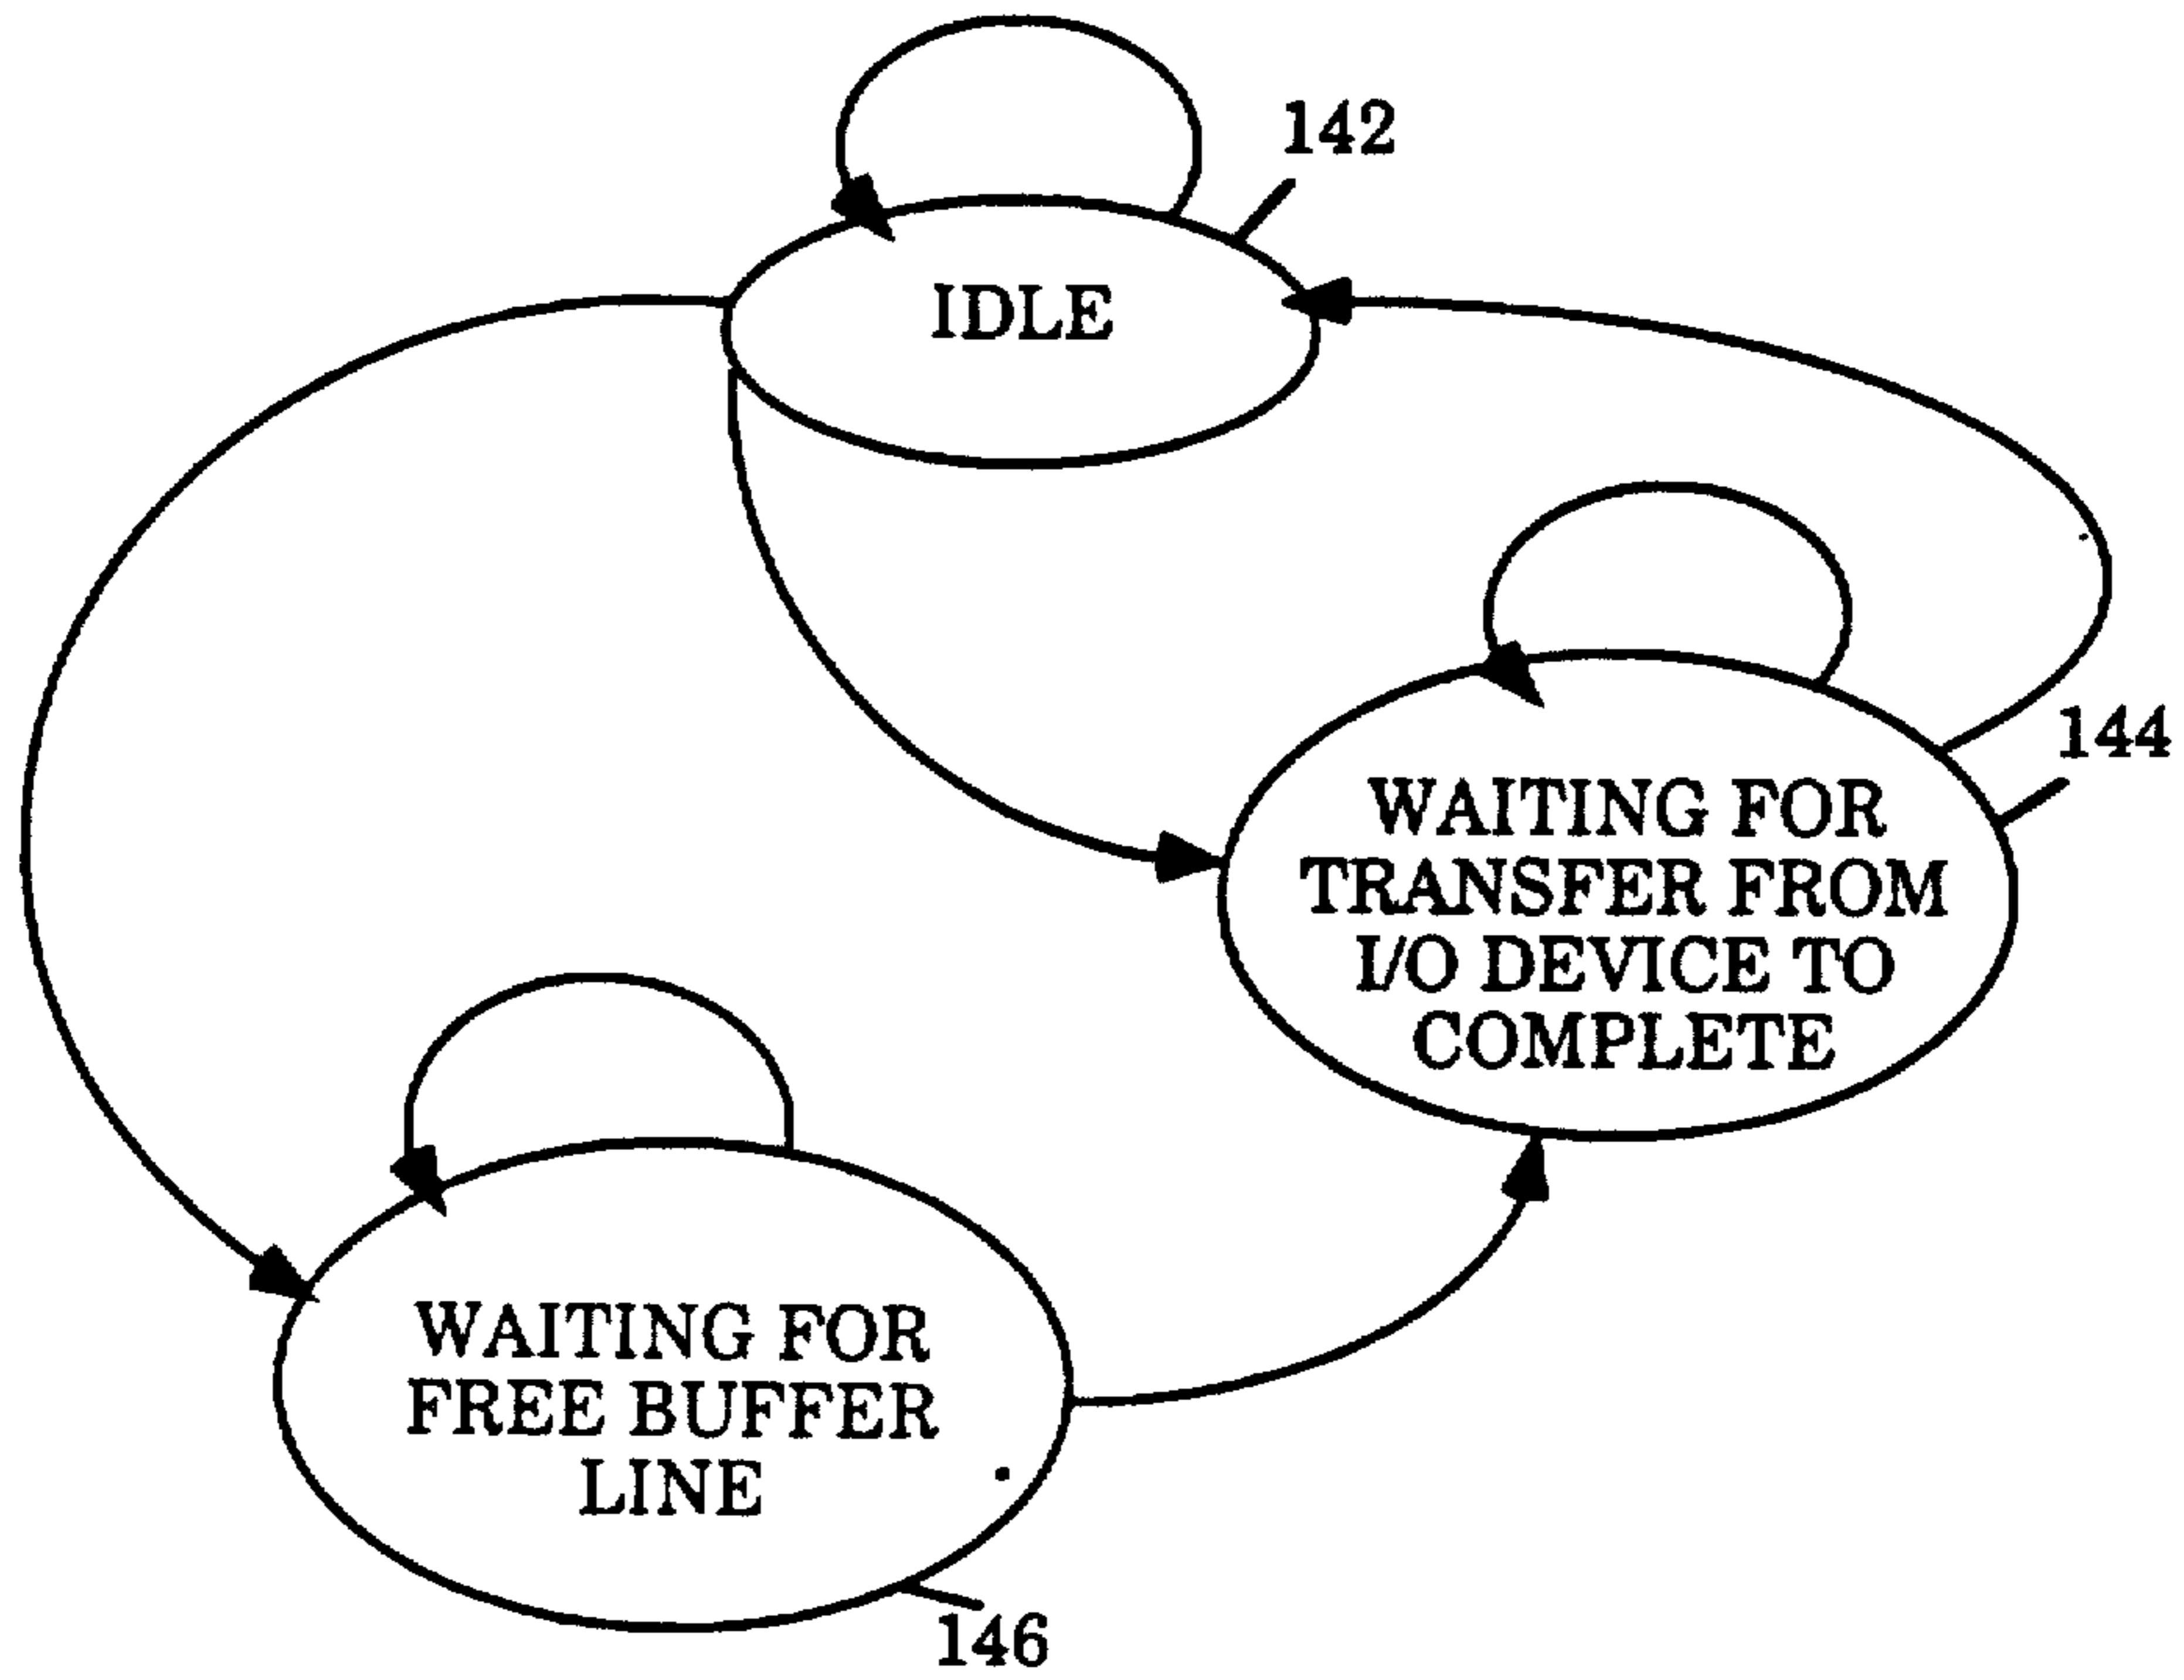 142
IDLE
144
WAITING FOR
TRANSFER FROM
I/O DEVICE TO
COMPLETE
WAITING FOR
FREE BUFFER
LINE
146